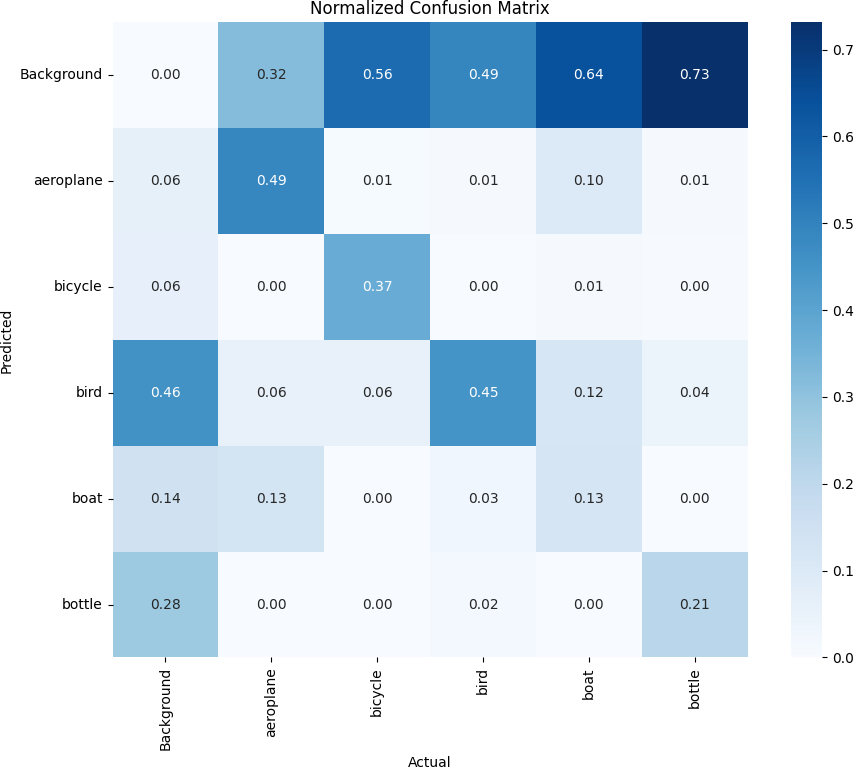 Normalized Confusion Matrix
Background 0.00 0.32 0.56 0.49 0.64 0.73
aeroplane 0.06 0.49 0.01 0.01 0.10 0.01
bicycle 0.06 0.00 0.37 0.00 0.01 0.00
bird 0.46 0.06 0.06 0.45 0.12 0.04
boat 0.14 0.13 0.00 0.03 0.13 0.00
bottle 0.28 0.00 0.00 0.02 0.00 0.21
Predicted
Background aeroplane bicycle bird boat bottle
Actual
0.7
0.6
0.5
0.4
0.3
0.2
0.1
0.0